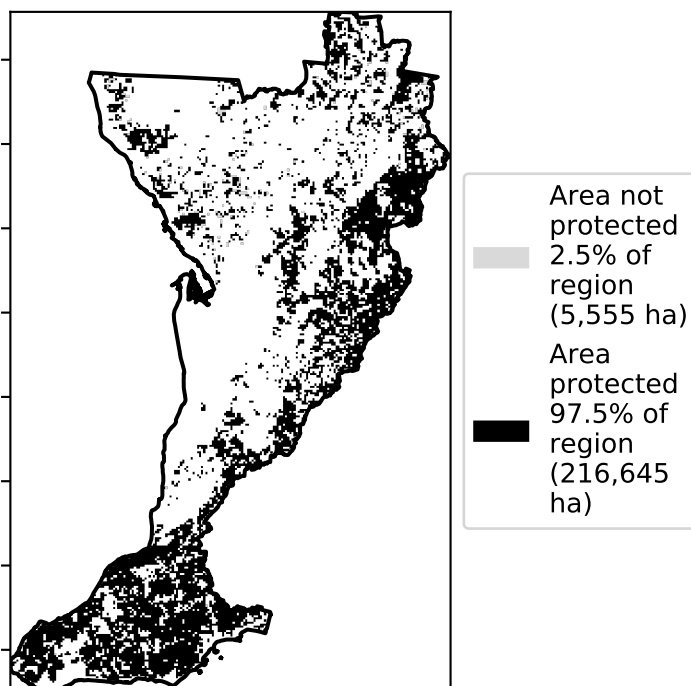 Area not
protected
2.5% of
region
(5,555 ha)
Area
protected
97.5% of
region
(216,645
ha)